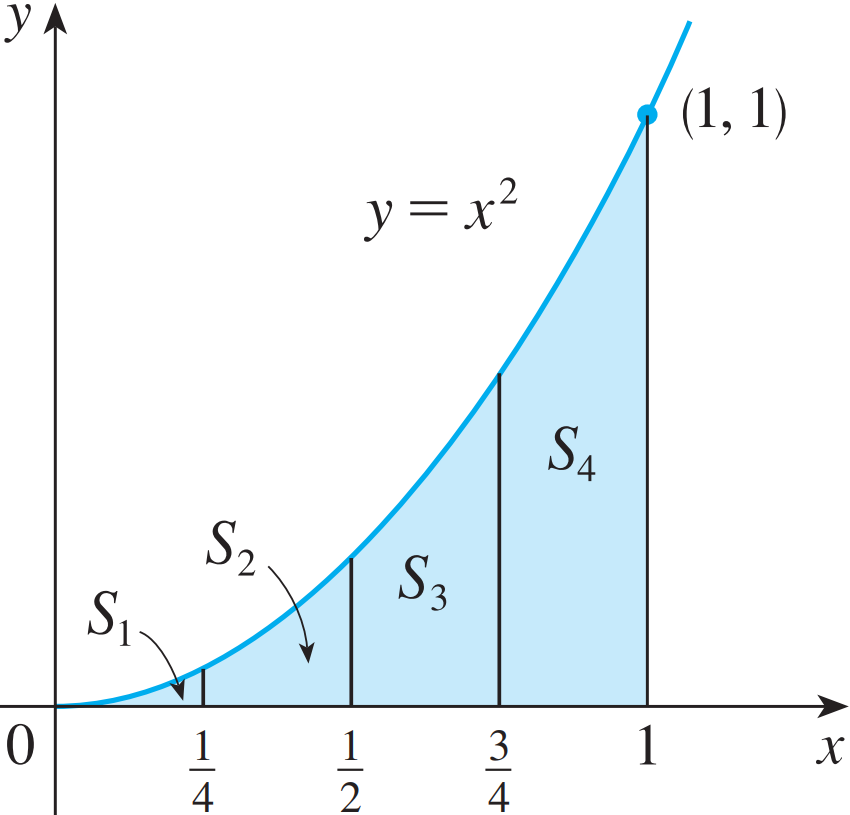 y
(1, 1)
y = x²
S₄
S₂
S₃
S₁
0
1/4
1/2
3/4
1
x